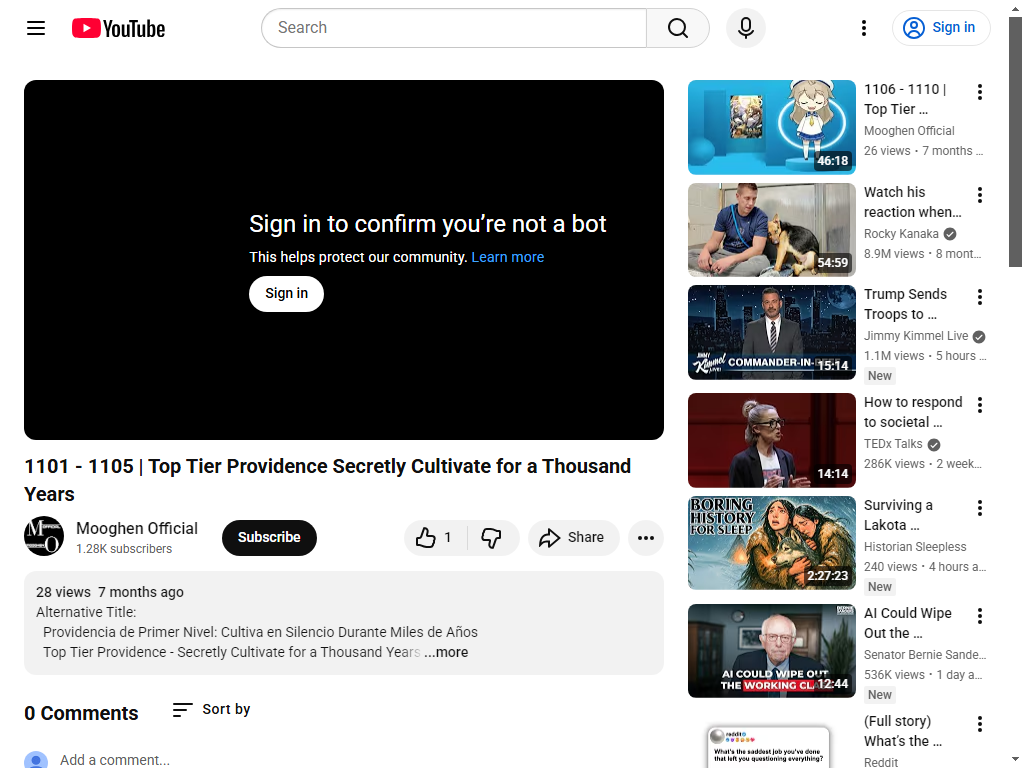 YouTube
Search
Sign in
Sign in to confirm you’re not a bot
This helps protect our community. Learn more
Sign in
1101 - 1105 | Top Tier Providence Secretly Cultivate for a Thousand
Years
Mooghen Official
1.28K subscribers
Subscribe
1
Share
28 views 7 months ago
Alternative Title:
Providencia de Primer Nivel: Cultiva en Silencio Durante Miles de Años
Top Tier Providence - Secretly Cultivate for a Thousand Years ...more
0 Comments
Sort by
Add a comment...
46:18
1106 - 1110 |
Top Tier ...
Mooghen Official
26 views • 7 months ...
54:59
Watch his
reaction when...
Rocky Kanaka
8.9M views • 8 mont...
JIMMY
KIMMEL
LIVE!
COMMANDER-IN-
15:14
Trump Sends
Troops to ...
Jimmy Kimmel Live
1.1M views • 5 hours ...
New
14:14
How to respond
to societal ...
TEDx Talks
286K views • 2 week...
BORING
HISTORY
FOR SLEEP
2:27:23
Surviving a
Lakota ...
Historian Sleepless
240 views • 4 hours a...
New
AI COULD WIPE OUT
THE WORKING CL
12:44
AI Could Wipe
Out the ...
Senator Bernie Sande...
536K views • 1 day a...
New
reddit
What's the saddest job you've done
that left you questioning everything?
(Full story)
What's the ...
Reddit